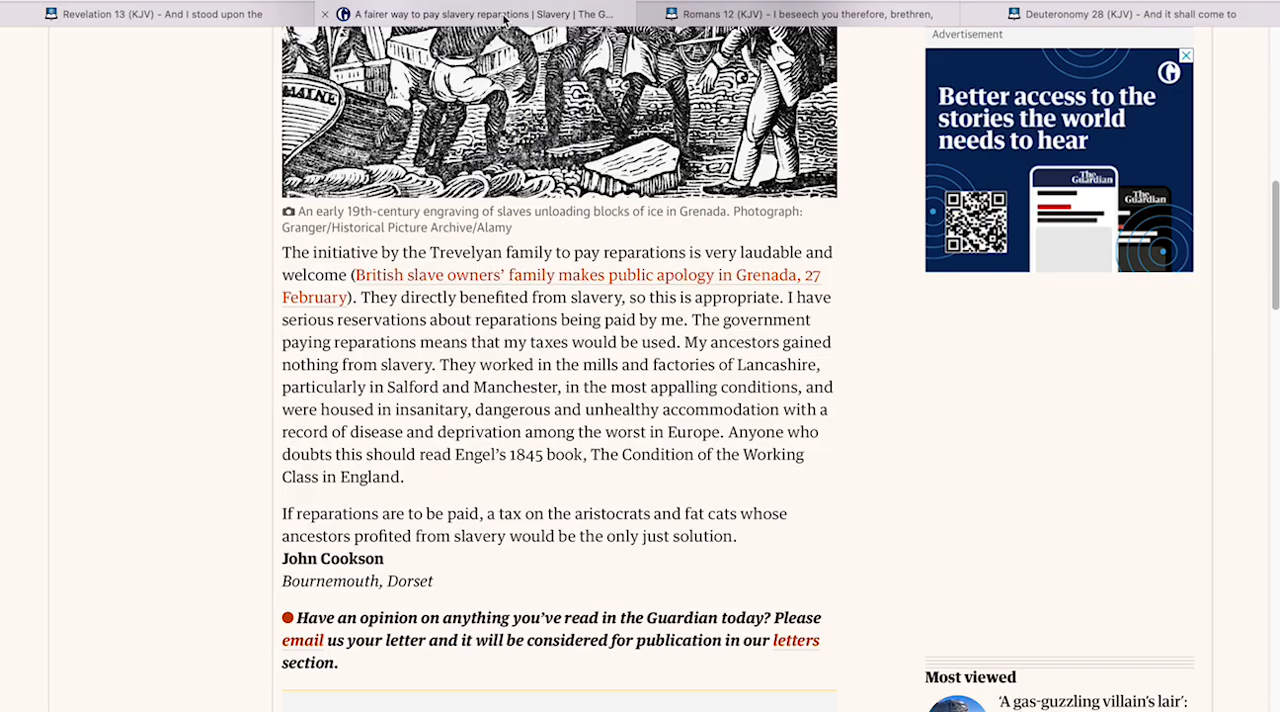 Revelation 13 (KJV) - And I stood upon the
A fairer way to pay slavery reparations | Slavery | The G...
Romans 12 (KJV) - I beseech you therefore, brethren,
Deuteronomy 28 (KJV) - And it shall come to
Advertisement
MAINE
Better access to the
stories the world
needs to hear
The Guardian
The Guardian
An early 19th-century engraving of slaves unloading blocks of ice in Grenada. Photograph:
Granger/Historical Picture Archive/Alamy
The initiative by the Trevelyan family to pay reparations is very laudable and
welcome (British slave owners’ family makes public apology in Grenada, 27
February). They directly benefited from slavery, so this is appropriate. I have
serious reservations about reparations being paid by me. The government
paying reparations means that my taxes would be used. My ancestors gained
nothing from slavery. They worked in the mills and factories of Lancashire,
particularly in Salford and Manchester, in the most appalling conditions, and
were housed in insanitary, dangerous and unhealthy accommodation with a
record of disease and deprivation among the worst in Europe. Anyone who
doubts this should read Engel’s 1845 book, The Condition of the Working
Class in England.
If reparations are to be paid, a tax on the aristocrats and fat cats whose
ancestors profited from slavery would be the only just solution.
John Cookson
Bournemouth, Dorset
Have an opinion on anything you’ve read in the Guardian today? Please
email us your letter and it will be considered for publication in our letters
section.
Most viewed
‘A gas-guzzling villain’s lair’: